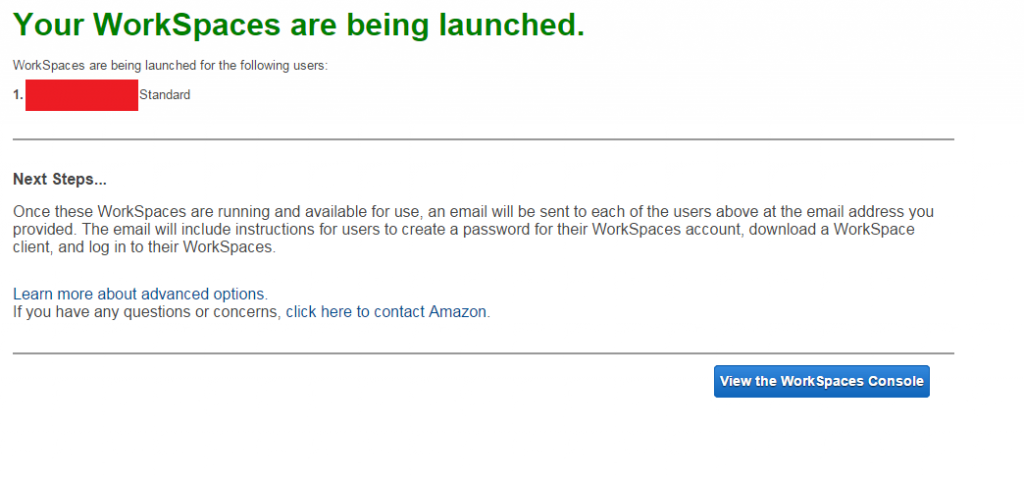 Your WorkSpaces are being launched.
WorkSpaces are being launched for the following users:
1. Standard
Next Steps...
Once these WorkSpaces are running and available for use, an email will be sent to each of the users above at the email address you
provided. The email will include instructions for users to create a password for their WorkSpaces account, download a WorkSpace
client, and log in to their WorkSpaces.
Learn more about advanced options.
If you have any questions or concerns, click here to contact Amazon.
View the WorkSpaces Console